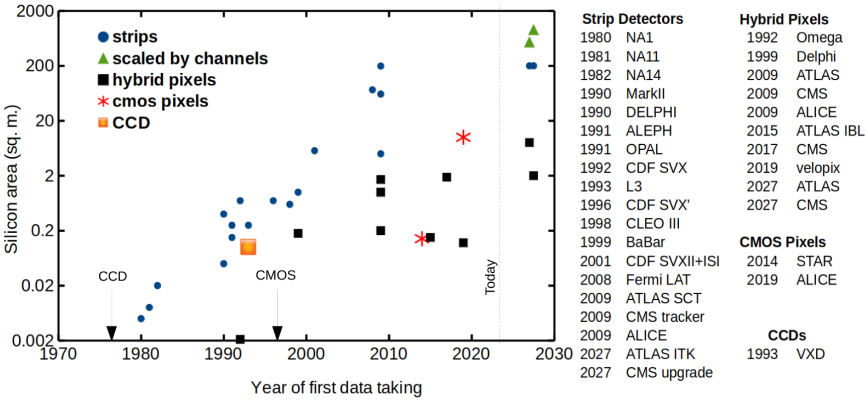 2000
200
20
2
0.2
0.02
0.002
Silicon area (sq. m.)
strips
scaled by channels
hybrid pixels
cmos pixels
CCD
CCD
CMOS
Today
1970 1980 1990 2000 2010 2020 2030
Year of first data taking
Strip Detectors
1980 NA1
1981 NA11
1982 NA14
1990 MarkII
1990 DELPHI
1991 ALEPH
1991 OPAL
1992 CDF SVX
1993 L3
1996 CDF SVX'
1998 CLEO III
1999 BaBar
2001 CDF SVXII+ISl
2008 Fermi LAT
2009 ATLAS SCT
2009 CMS tracker
2009 ALICE
2027 ATLAS ITK
2027 CMS upgrade
Hybrid Pixels
1992 Omega
1999 Delphi
2009 ATLAS
2009 CMS
2009 ALICE
2015 ATLAS IBL
2017 CMS
2019 velopix
2027 ATLAS
2027 CMS
CMOS Pixels
2014 STAR
2019 ALICE
CCDs
1993 VXD